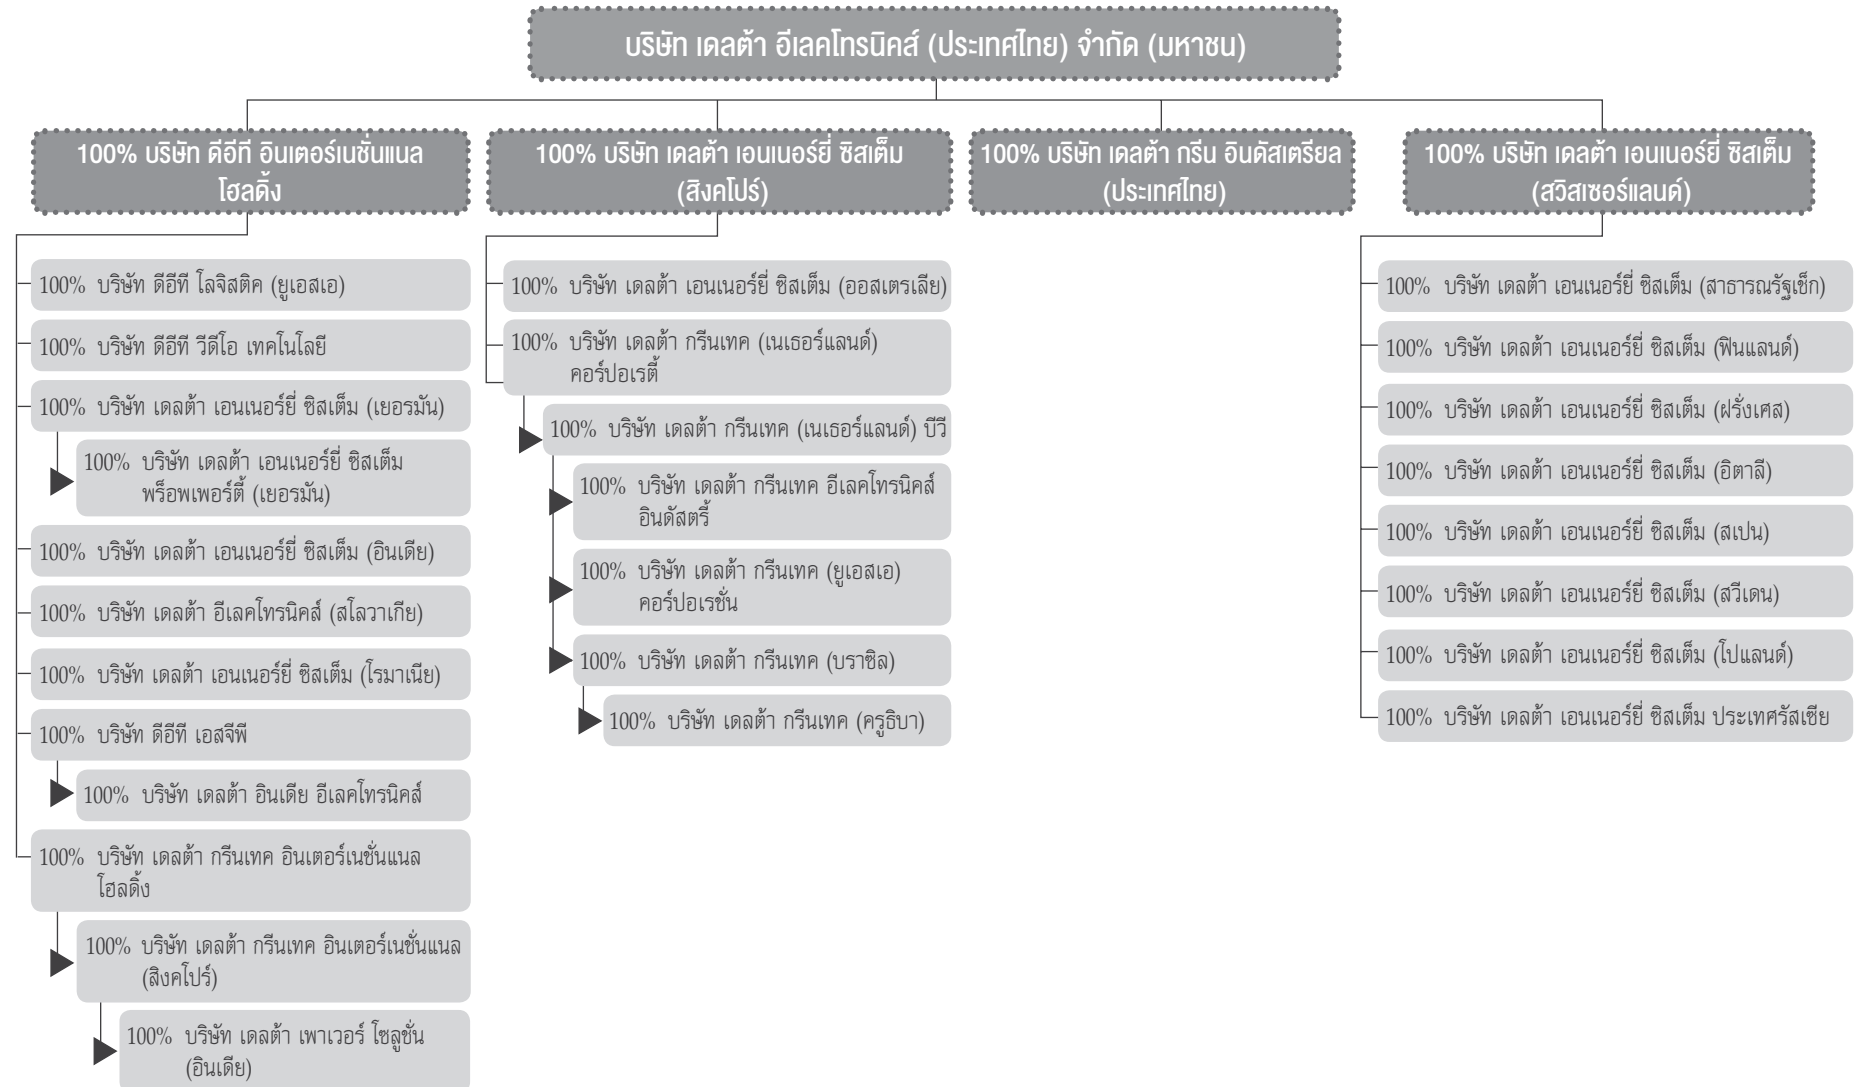 บริษัท เดลต้า อีเลคโทรนิคส์ (ประเทศไทย) จำกัด (มหาชน)
100% บริษัท ดีอีที อินเตอร์เนชั่นแนล
โฮลดิ้ง
100% บริษัท ดีอีที โลจิสติค (ยูเอสเอ)
100% บริษัท ดีอีที วีดีโอ เทคโนโลยี
100% บริษัท เดลต้า เอนเนอร์ยี่ ซิสเต็ม (เยอรมัน)
100% บริษัท เดลต้า เอนเนอร์ยี่ ซิสเต็ม
พร็อพเพอร์ตี้ (เยอรมัน)
100% บริษัท เดลต้า เอนเนอร์ยี่ ซิสเต็ม (อินเดีย)
100% บริษัท เดลต้า อีเลคโทรนิคส์ (สโลวาเกีย)
100% บริษัท เดลต้า เอนเนอร์ยี่ ซิสเต็ม (โรมาเนีย)
100% บริษัท ดีอีที เอสจีพี
100% บริษัท เดลต้า อินเดีย อีเลคโทรนิคส์
100% บริษัท เดลต้า กรีนเทค อินเตอร์เนชั่นแนล
โฮลดิ้ง
100% บริษัท เดลต้า กรีนเทค อินเตอร์เนชั่นแนล
(สิงคโปร์)
100% บริษัท เดลต้า เพาเวอร์ โซลูชั่น
(อินเดีย)
100% บริษัท เดลต้า เอนเนอร์ยี่ ซิสเต็ม
(สิงคโปร์)
100% บริษัท เดลต้า เอนเนอร์ยี่ ซิสเต็ม (ออสเตรเลีย)
100% บริษัท เดลต้า กรีนเทค (เนเธอร์แลนด์)
คอร์ปอเรตี้
100% บริษัท เดลต้า กรีนเทค (เนเธอร์แลนด์) บีวี
100% บริษัท เดลต้า กรีนเทค อีเลคโทรนิคส์
อินดัสตรี้
100% บริษัท เดลต้า กรีนเทค (ยูเอสเอ)
คอร์ปอเรชั่น
100% บริษัท เดลต้า กรีนเทค (บราซิล)
100% บริษัท เดลต้า กรีนเทค (ครูธิบา)
100% บริษัท เดลต้า กรีน อินดัสเตรียล
(ประเทศไทย)
100% บริษัท เดลต้า เอนเนอร์ยี่ ซิสเต็ม
(สวิสเซอร์แลนด์)
100% บริษัท เดลต้า เอนเนอร์ยี่ ซิสเต็ม (สาธารณรัฐเช็ก)
100% บริษัท เดลต้า เอนเนอร์ยี่ ซิสเต็ม (ฟินแลนด์)
100% บริษัท เดลต้า เอนเนอร์ยี่ ซิสเต็ม (ฝรั่งเศส)
100% บริษัท เดลต้า เอนเนอร์ยี่ ซิสเต็ม (อิตาลี)
100% บริษัท เดลต้า เอนเนอร์ยี่ ซิสเต็ม (สเปน)
100% บริษัท เดลต้า เอนเนอร์ยี่ ซิสเต็ม (สวีเดน)
100% บริษัท เดลต้า เอนเนอร์ยี่ ซิสเต็ม (โปแลนด์)
100% บริษัท เดลต้า เอนเนอร์ยี่ ซิสเต็ม ประเทศรัสเซีย